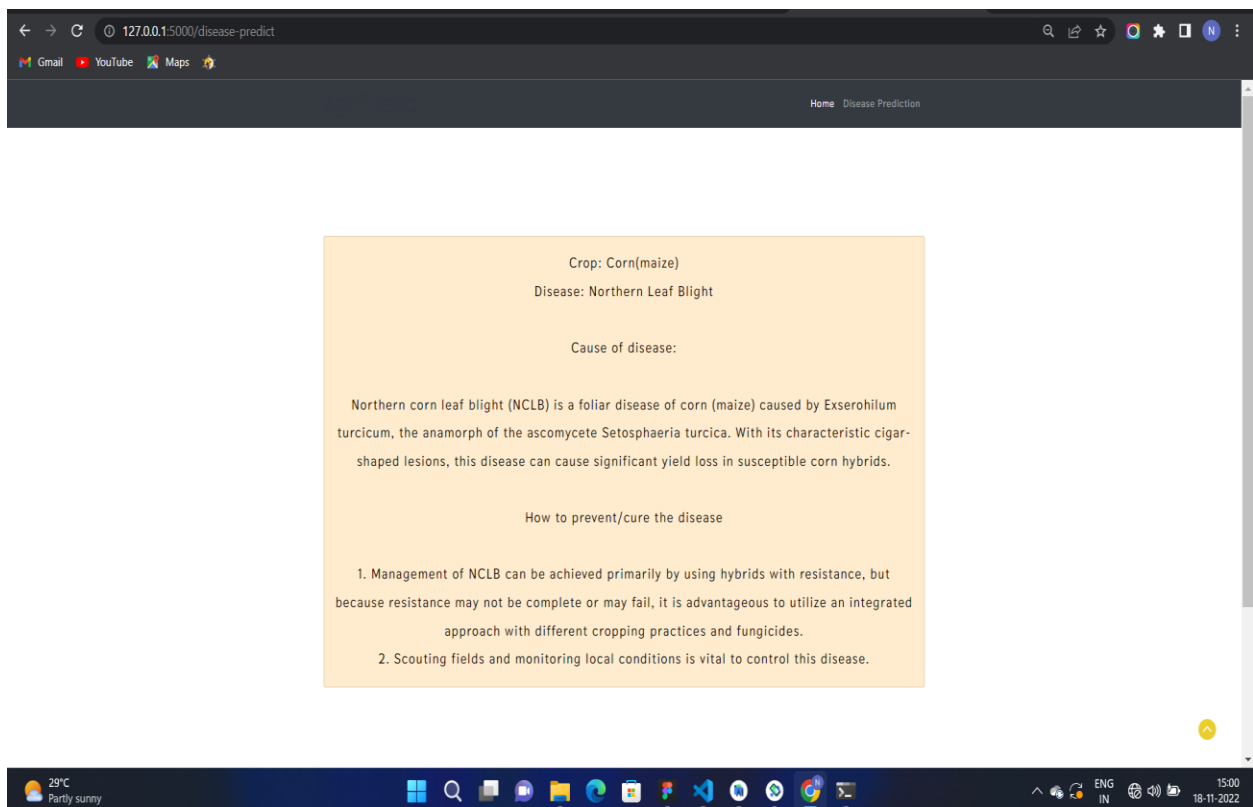 127.0.0.1:5000/disease-predict
N
Gmail YouTube Maps
Home Disease Prediction
Crop: Corn(maize)
Disease: Northern Leaf Blight
Cause of disease:
Northern corn leaf blight (NCLB) is a foliar disease of corn (maize) caused by Exserohilum
turcicum, the anamorph of the ascomycete Setosphaeria turcica. With its characteristic cigar-
shaped lesions, this disease can cause significant yield loss in susceptible corn hybrids.
How to prevent/cure the disease
1. Management of NCLB can be achieved primarily by using hybrids with resistance, but
because resistance may not be complete or may fail, it is advantageous to utilize an integrated
approach with different cropping practices and fungicides.
2. Scouting fields and monitoring local conditions is vital to control this disease.
29°C
Partly sunny
ENG
IN
15:00
18-11-2022